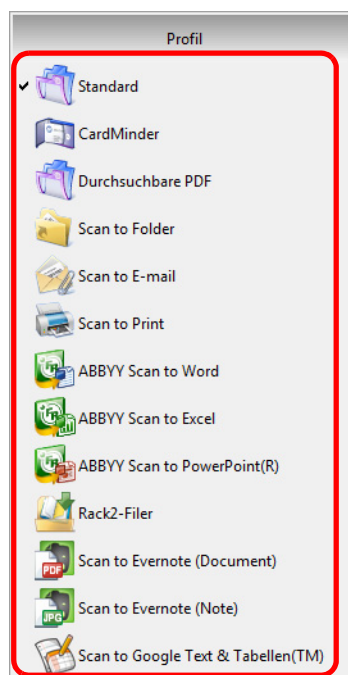 Profil
Standard
CardMinder
Durchsuchbare PDF
Scan to Folder
Scan to E-mail
Scan to Print
ABBYY Scan to Word
ABBYY Scan to Excel
ABBYY Scan to PowerPoint(R)
Rack2-Filer
PDF
Scan to Evernote (Document)
JPG
Scan to Evernote (Note)
Scan to Google Text & Tabellen(TM)